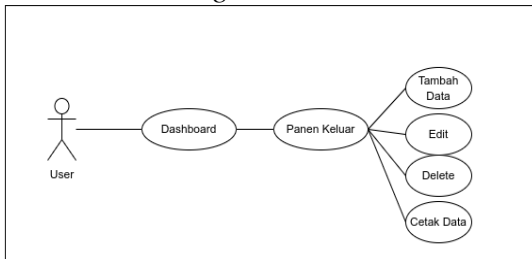 User
Dashboard
Panen Keluar
Tambah
Data
Edit
Delete
Cetak Data